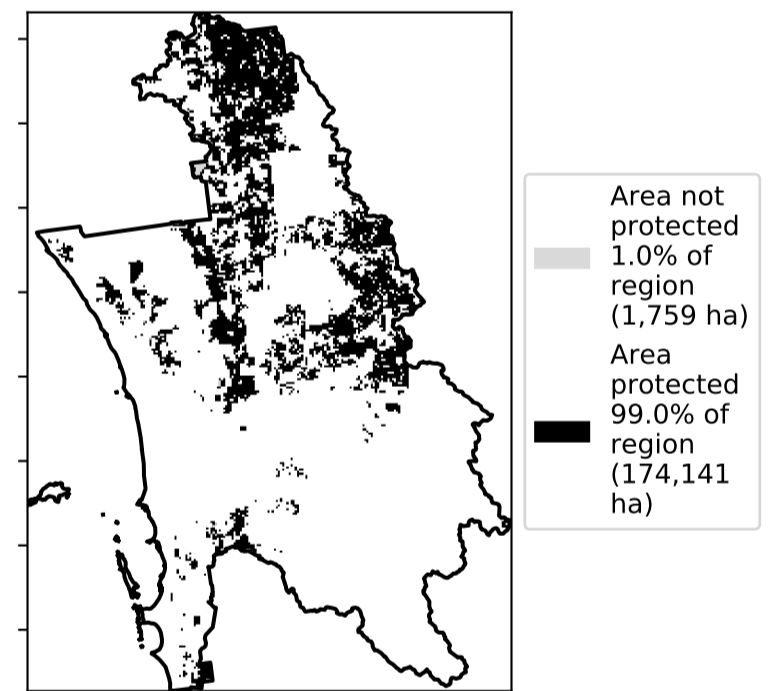 Area not
protected
1.0% of
region
(1,759 ha)
Area
protected
99.0% of
region
(174,141
ha)